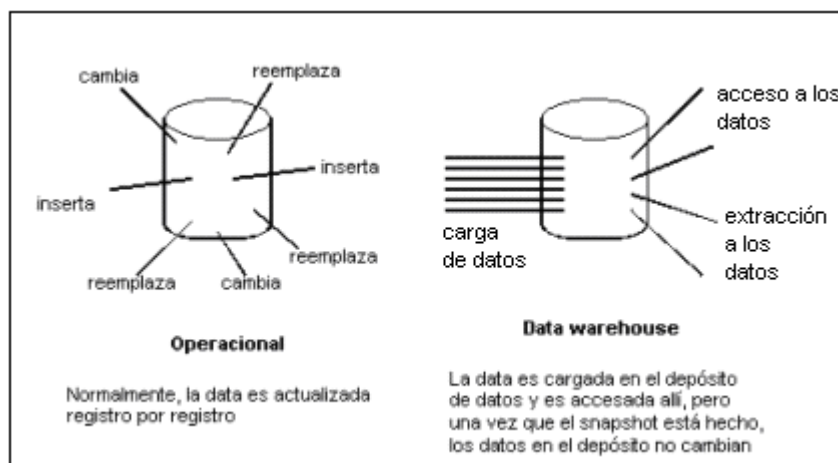 cambia
reemplaza
inserta
inserta
reemplaza
reemplaza
cambia
Operacional
Normalmente, la data es actualizada
registro por registro
acceso a los
datos
carga
de datos
extracción
a los
datos
Data warehouse
La data es cargada en el depósito
de datos y es accesada allí, pero
una vez que el snapshot está hecho,
los datos en el depósito no cambian